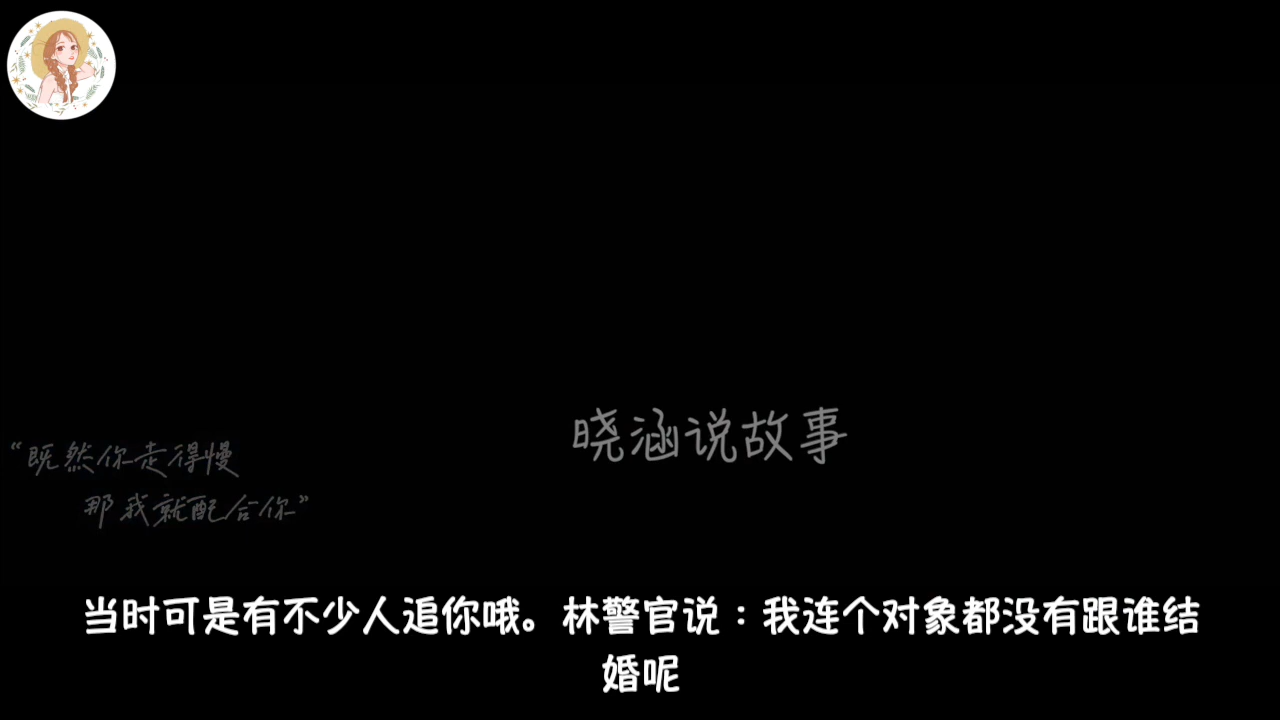 晓涵说故事
“既然你走得慢
那我就配合你”
当时可是有不少人追你哦。林警官说：我连个对象都没有跟谁结
婚呢